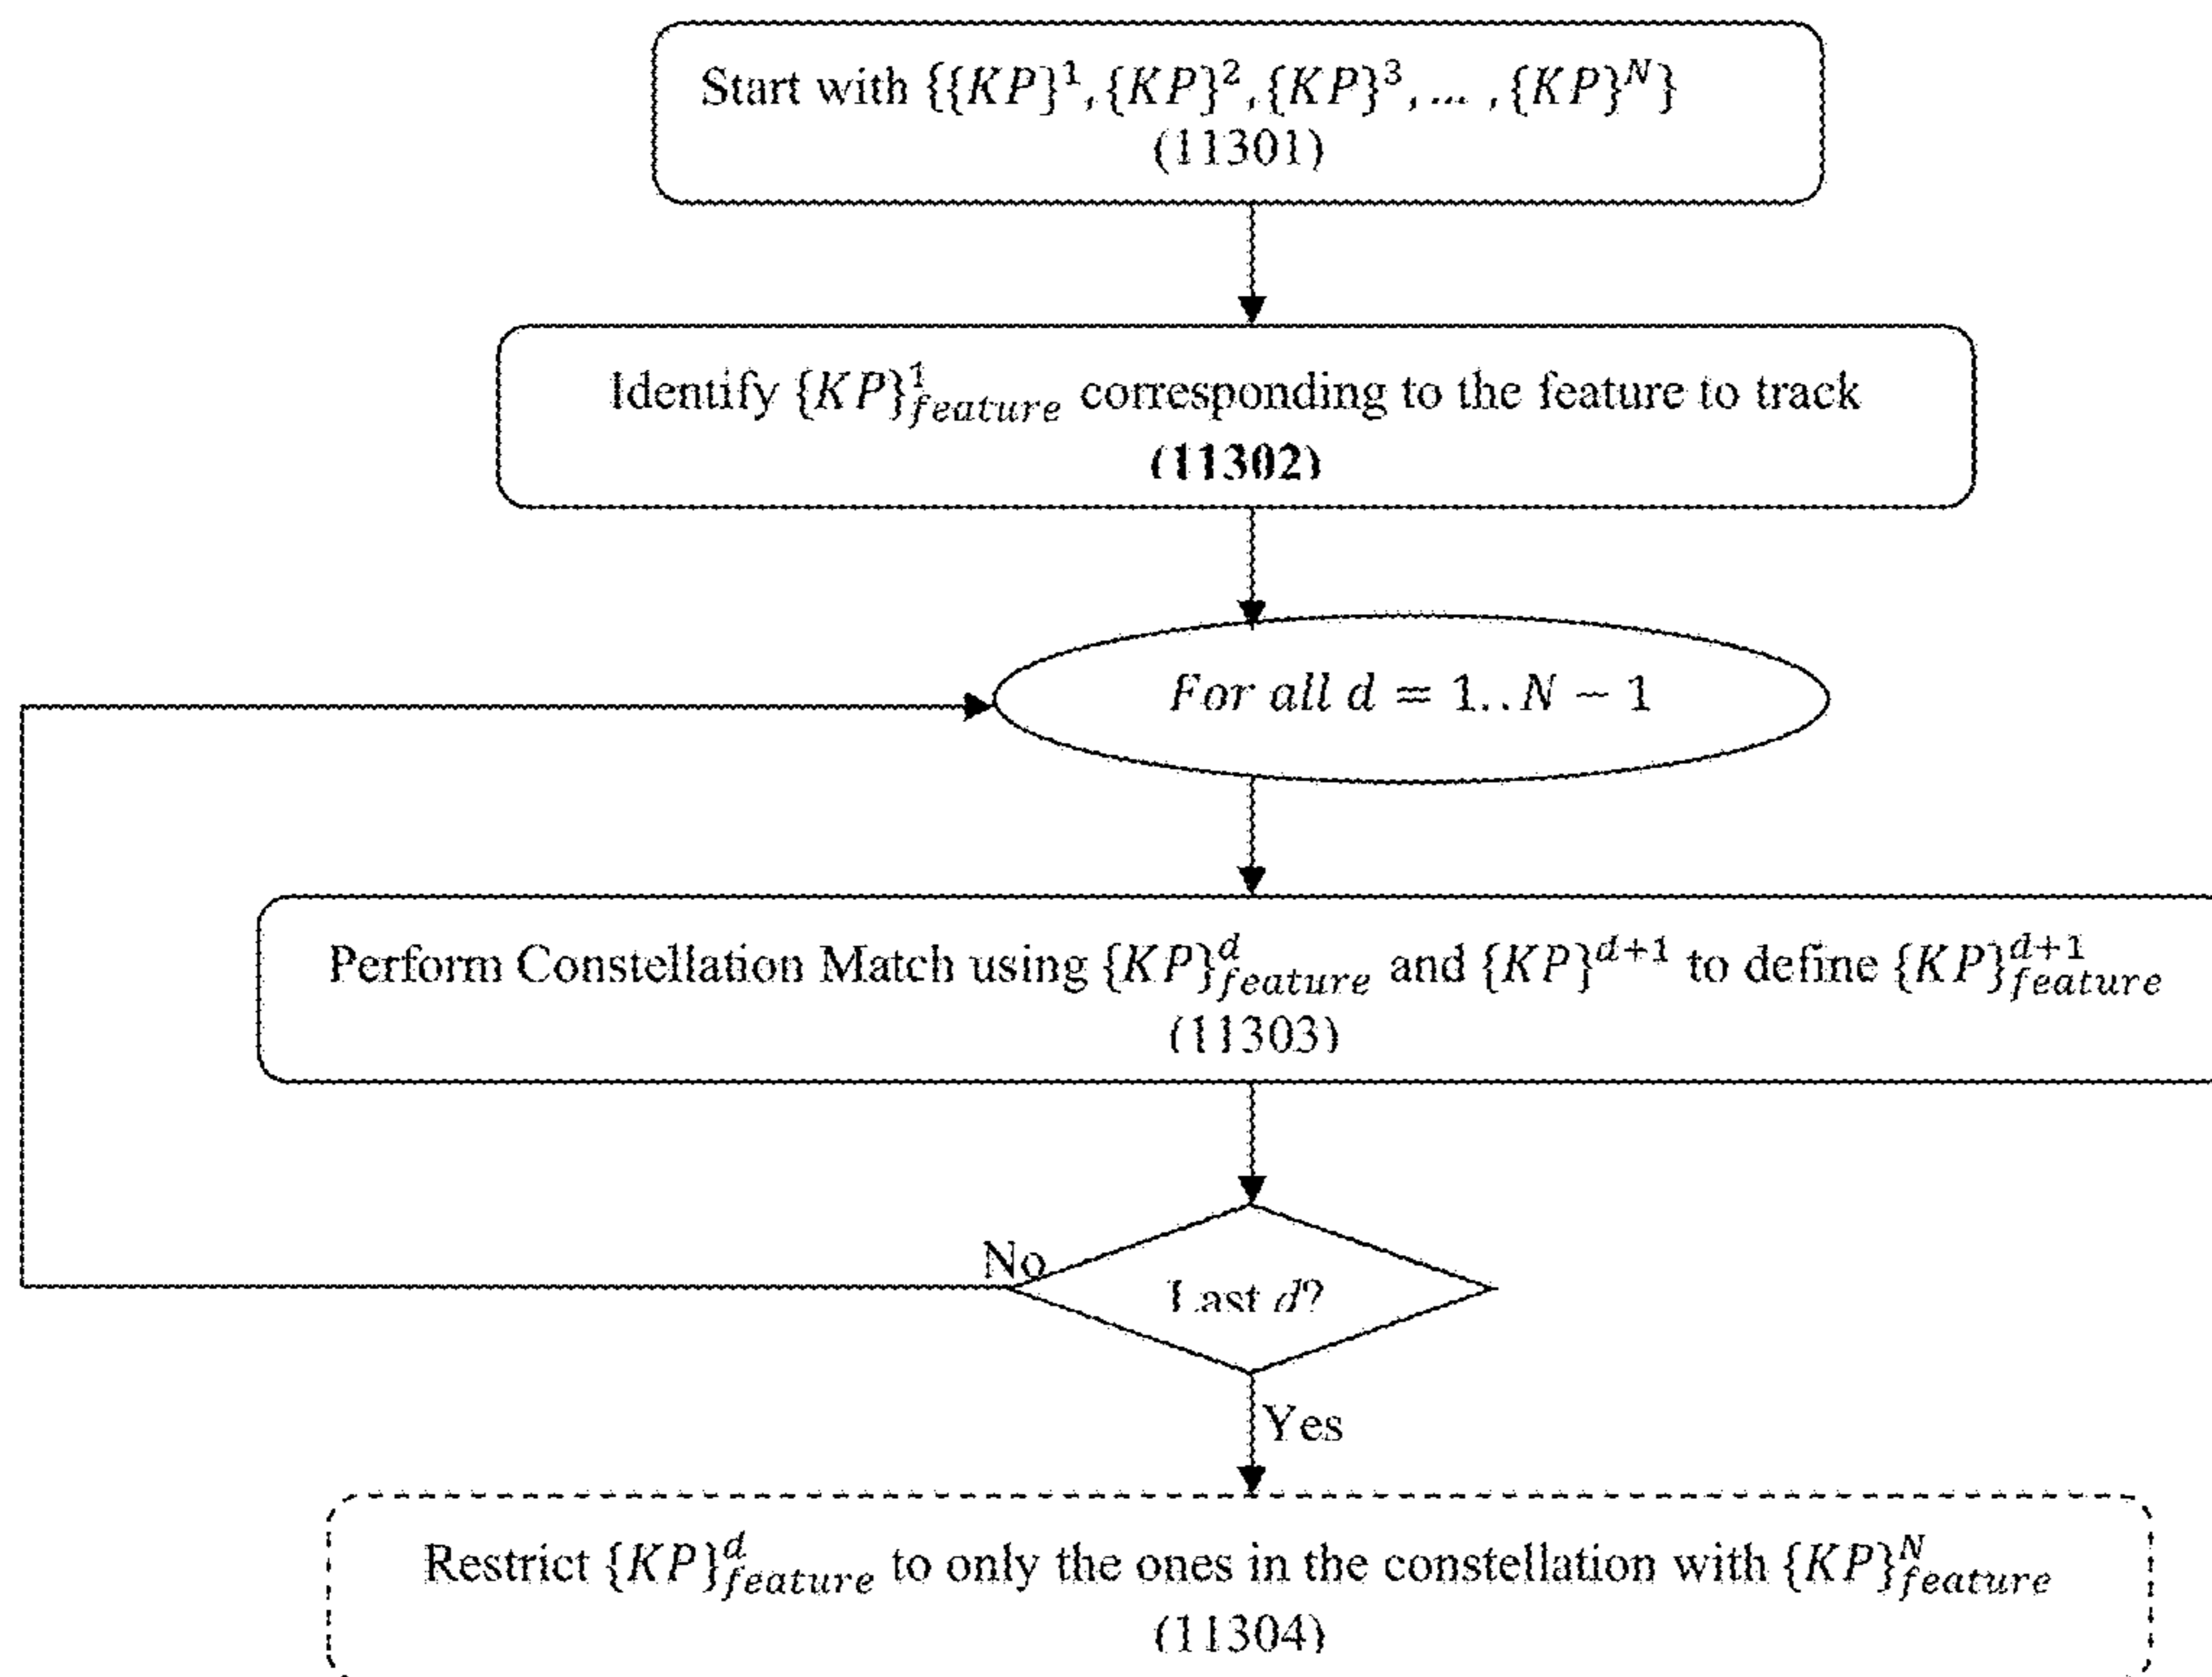 Start with {{KP}¹, {KP}², {KP}³, ... , {KP}ᴺ}
(11301)
Identify {KP}^1_feature corresponding to the feature to track
(11302)
For all d = 1..N − 1
Perform Constellation Match using {KP}^d_feature and {KP}^{d+1} to define {KP}^{d+1}_feature
(11303)
No
Last d?
Yes
Restrict {KP}^d_feature to only the ones in the constellation with {KP}^N_feature
(11304)